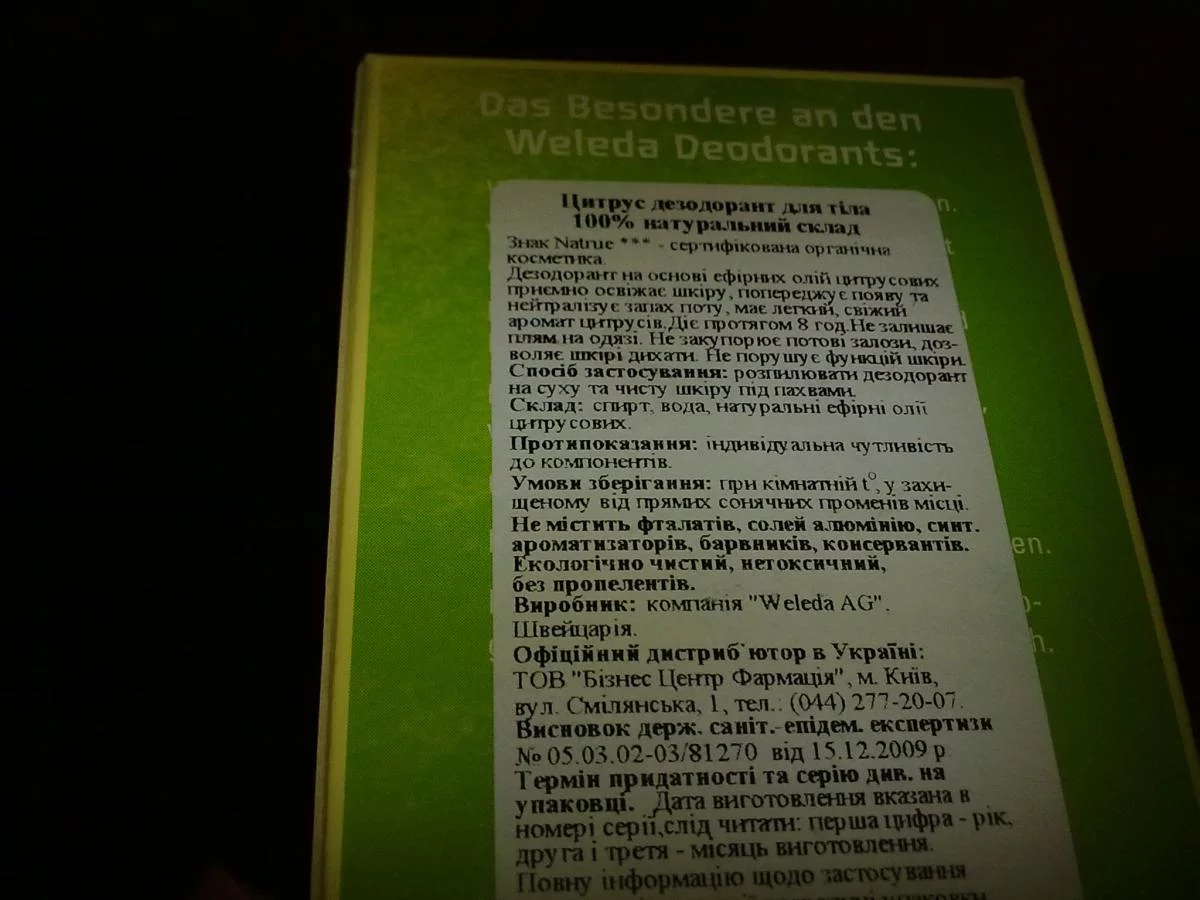 Das Besondere an den
Weleda Deodorants:
Цитрус дезодорант для тіла
100% натуральний склад
Знак Natrue *** - сертифікована органічна
косметика.
Дезодорант на основі ефірних олій цитрусових
приємно освіжає шкіру, попереджує появу та
нейтралізує запах поту, має легкий, свіжий
аромат цитрусів.Діє протягом 8 год.Не залишає
плям на одязі. Не закупорює потові залози, доз-
воляє шкірі дихати. Не порушує функцій шкіри.
Спосіб застосування: розпилювати дезодорант
на суху та чисту шкіру під пахвами.
Склад: спирт, вода, натуральні ефірні олії
цитрусових.
Протипоказання: індивідуальна чутливість
до компонентів.
Умови зберігання: при кімнатній t°, у захи-
щеному від прямих сонячних променів місці.
Не містить фталатів, солей алюмінію, синт.
ароматизаторів, барвників, консервантів.
Екологічно чистий, нетоксичний,
без пропелентів.
Виробник: компанія "Weleda AG",
Швейцарія.
Офіційний дистриб`ютор в Україні:
ТОВ "Бізнес Центр Фармація", м. Київ,
вул. Смілянська, 1, тел.: (044) 277-20-07.
Висновок держ. саніт.-епідем. експертизи
№ 05.03.02-03/81270 від 15.12.2009 р
Термін придатності та серію див. на
упаковці. Дата виготовлення вказана в
номері серії,слід читати: перша цифра - рік,
друга і третя - місяць виготовлення.
Повну інформацію щодо застосування